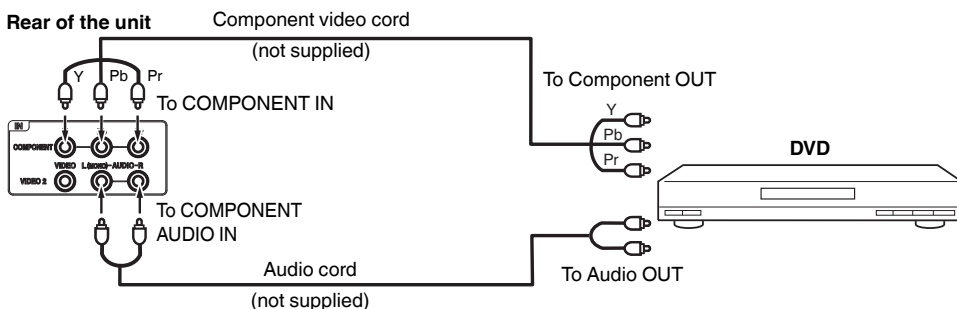 Rear of the unit
Component video cord
(not supplied)
Y Pb Pr
To COMPONENT IN
To Component OUT
Y
Pb
Pr
DVD
IN
COMPONENT
VIDEO L (MONO)-AUDIO-R
VIDEO 2
To COMPONENT
AUDIO IN
Audio cord
(not supplied)
To Audio OUT